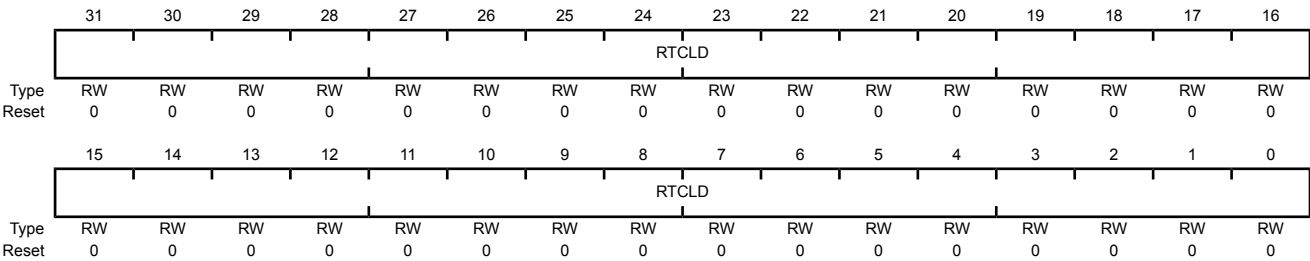 31 30 29 28 27 26 25 24 23 22 21 20 19 18 17 16
RTCLD
Type RW RW RW RW RW RW RW RW RW RW RW RW RW RW RW RW
Reset 0 0 0 0 0 0 0 0 0 0 0 0 0 0 0 0
15 14 13 12 11 10 9 8 7 6 5 4 3 2 1 0
RTCLD
Type RW RW RW RW RW RW RW RW RW RW RW RW RW RW RW RW
Reset 0 0 0 0 0 0 0 0 0 0 0 0 0 0 0 0